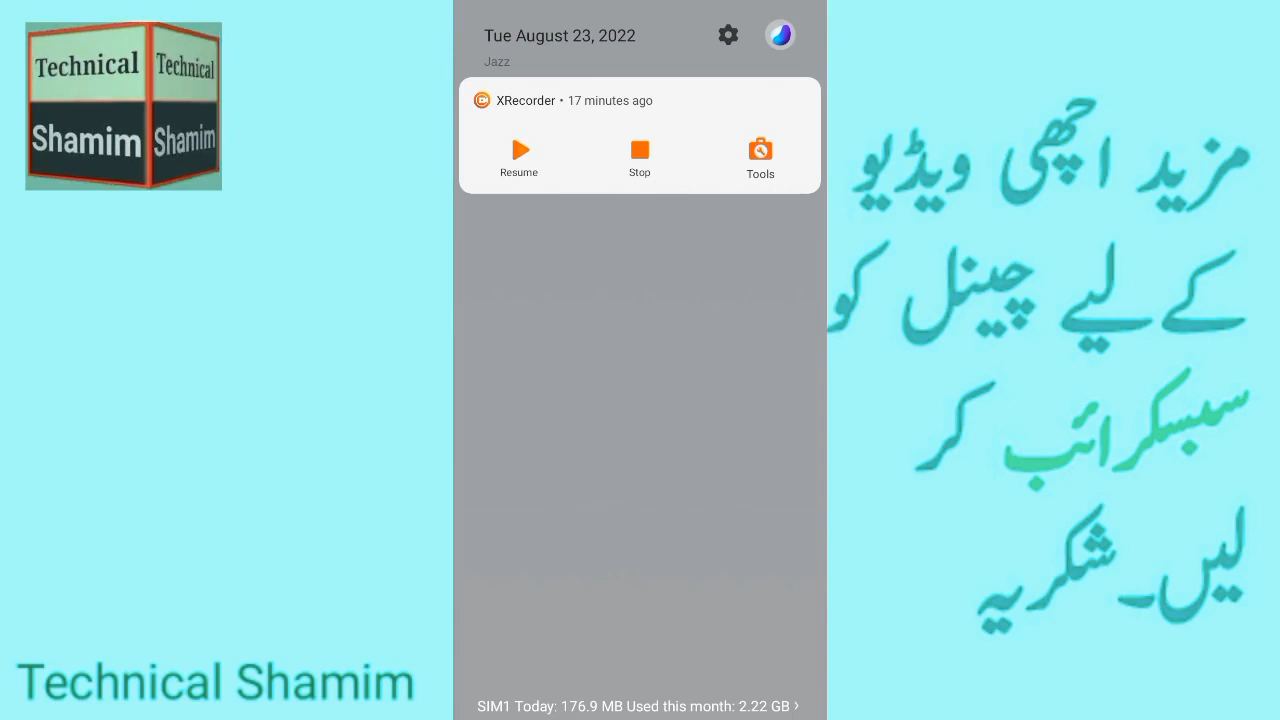 Technical Technical
Shamim Shamim
Technical Shamim
Tue August 23, 2022
Jazz
XRecorder • 17 minutes ago
Resume Stop Tools
SIM1 Today: 176.9 MB Used this month: 2.22 GB ›
مزید اچھی ویڈیو
کے لیے چینل کو
سبسکرائب کر
لیں۔ شکریہ